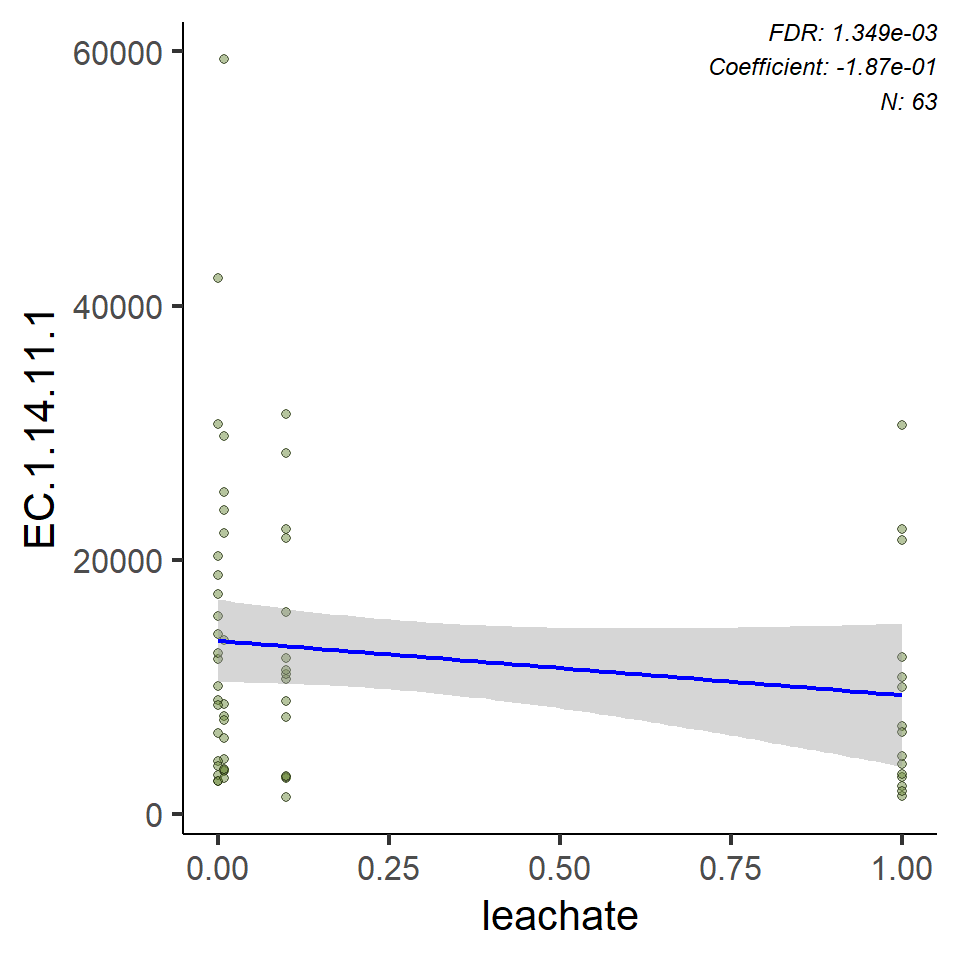 FDR: 1.349e-03
Coefficient: -1.87e-01
N: 63
60000
40000
20000
0
EC.1.14.11.1
0.00 0.25 0.50 0.75 1.00
leachate